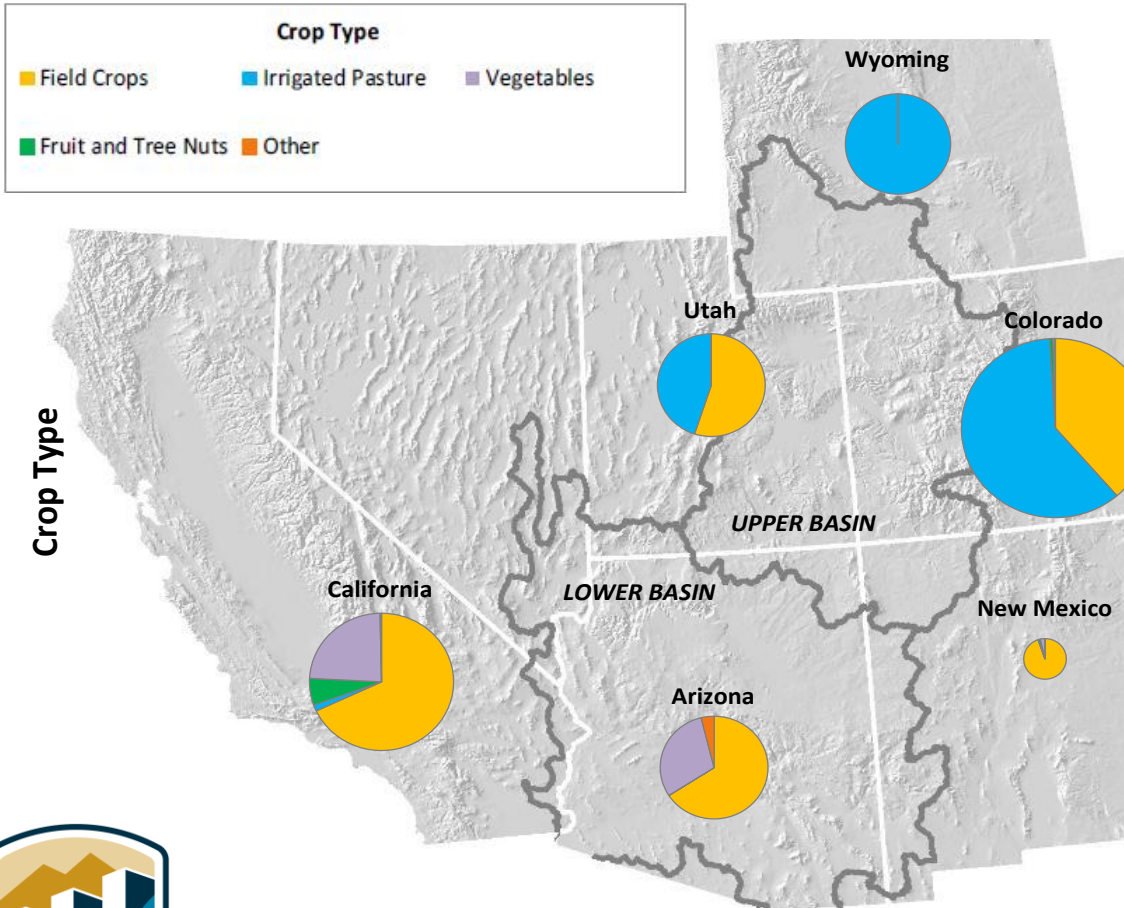 Crop Type
Field Crops Irrigated Pasture Vegetables
Fruit and Tree Nuts Other
Wyoming
Utah
Colorado
Crop Type
UPPER BASIN
California
LOWER BASIN
New Mexico
Arizona